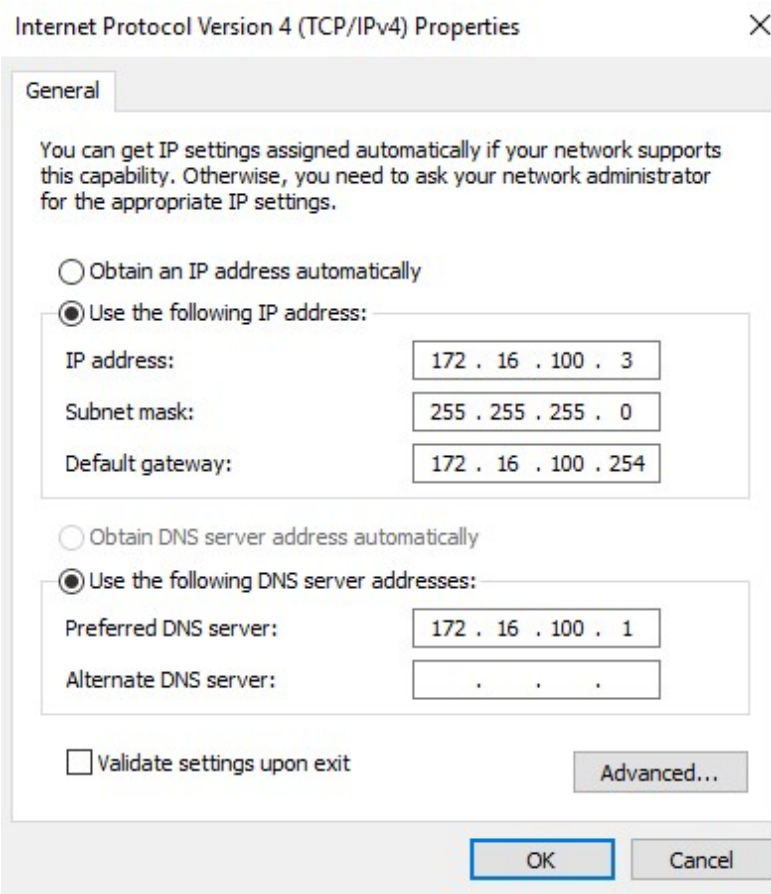 Internet Protocol Version 4 (TCP/IPv4) Properties
General
You can get IP settings assigned automatically if your network supports
this capability. Otherwise, you need to ask your network administrator
for the appropriate IP settings.
Obtain an IP address automatically
Use the following IP address:
IP address: 172 . 16 . 100 . 3
Subnet mask: 255 . 255 . 255 . 0
Default gateway: 172 . 16 . 100 . 254
Obtain DNS server address automatically
Use the following DNS server addresses:
Preferred DNS server: 172 . 16 . 100 . 1
Alternate DNS server: . . .
Validate settings upon exit
Advanced...
OK Cancel